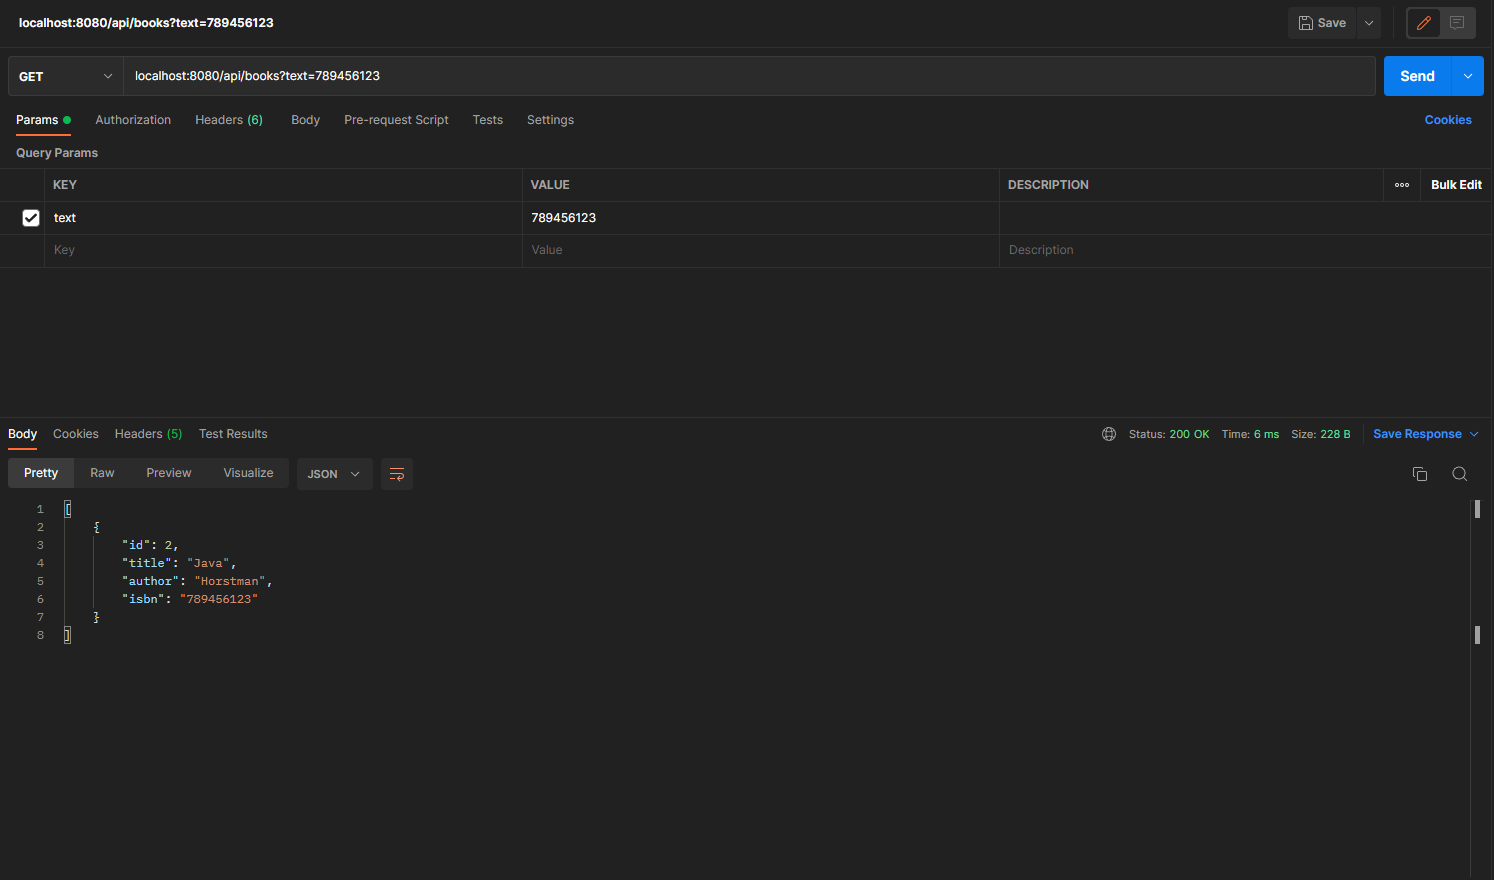 localhost:8080/api/books?text=789456123
Save
GET
localhost:8080/api/books?text=789456123
Send
Params Authorization Headers (6) Body Pre-request Script Tests Settings Cookies
Query Params
KEY VALUE DESCRIPTION Bulk Edit
text 789456123
Key Value Description
Body Cookies Headers (5) Test Results Status: 200 OK Time: 6 ms Size: 228 B Save Response
Pretty Raw Preview Visualize JSON
1 [
2 {
3 "id": 2,
4 "title": "Java",
5 "author": "Horstman",
6 "isbn": "789456123"
7 }
8 ]